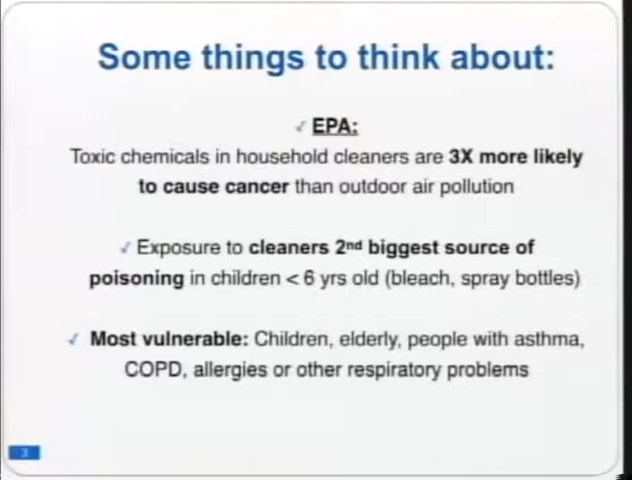 Some things to think about:
✓ EPA:
Toxic chemicals in household cleaners are 3X more likely
to cause cancer than outdoor air pollution
✓ Exposure to cleaners 2nd biggest source of
poisoning in children < 6 yrs old (bleach, spray bottles)
✓ Most vulnerable: Children, elderly, people with asthma,
COPD, allergies or other respiratory problems
3